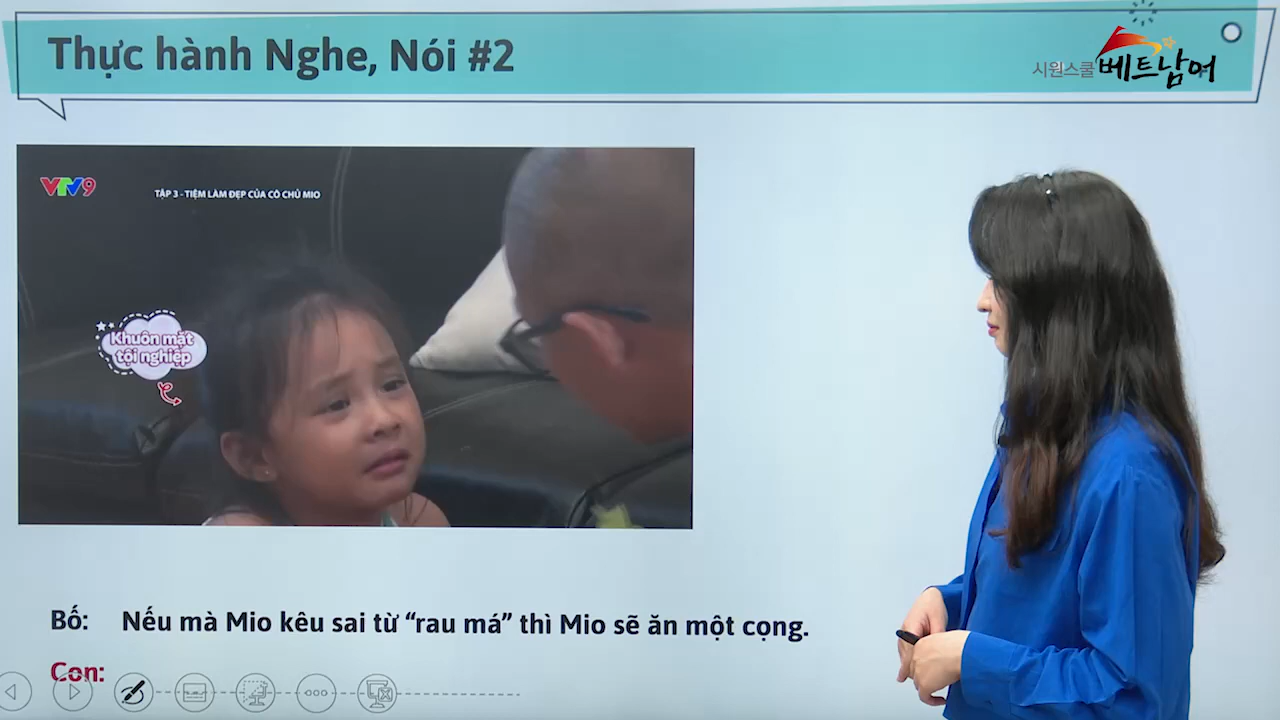 Thực hành Nghe, Nói #2
시원스쿨 베트남어
VTV9
TẬP 3 - TIỆM LÀM ĐẸP CỦA CÔ CHỦ MIO
Khuôn mặt
tội nghiệp
Bố: Nếu mà Mio kêu sai từ “rau má” thì Mio sẽ ăn một cọng.
Con: